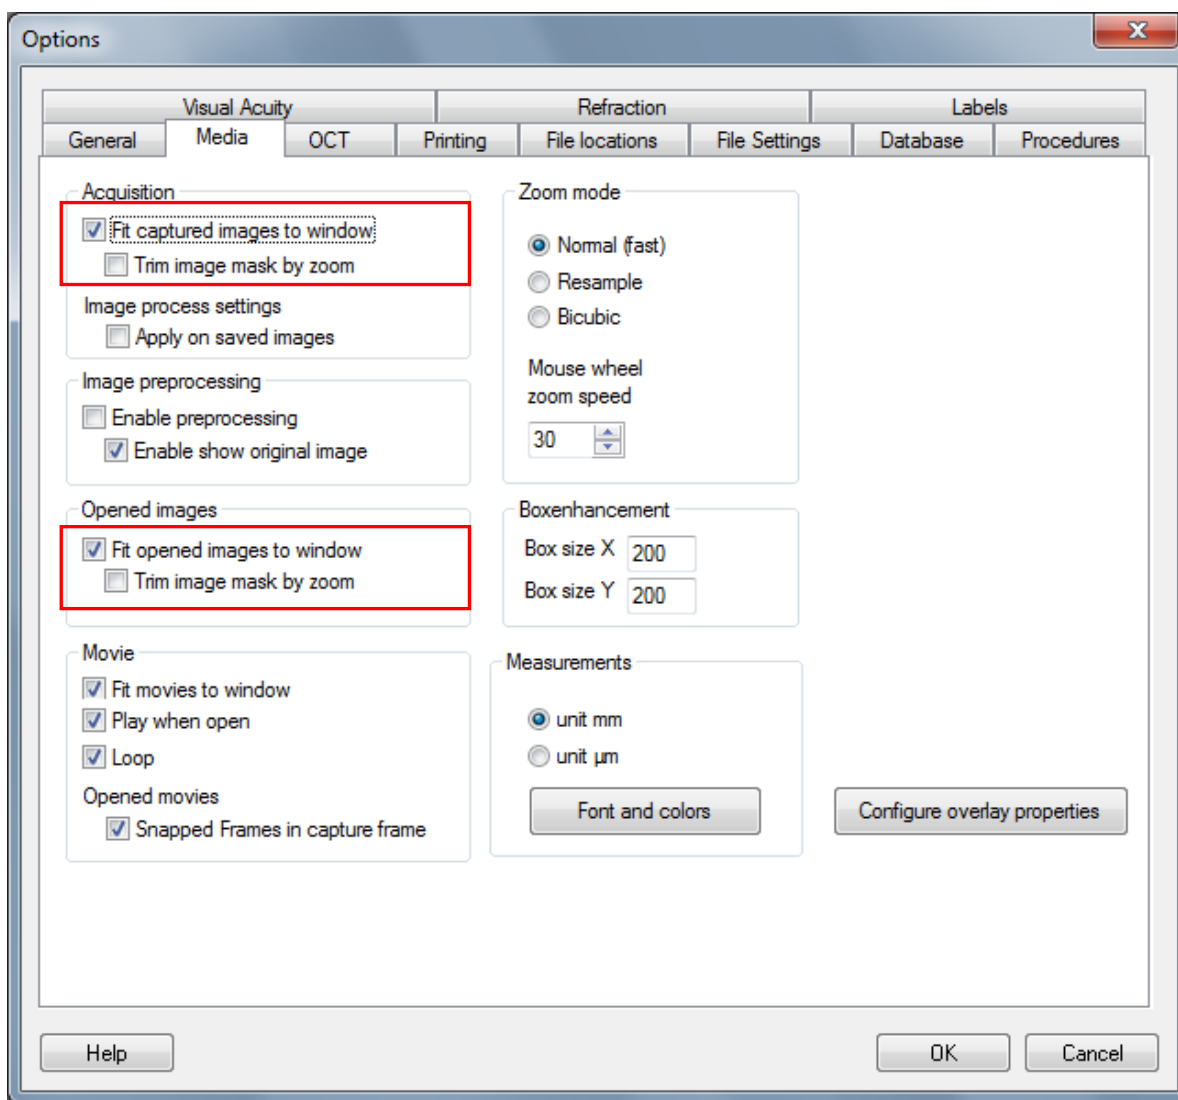 Options
X
Visual Acuity
Refraction
Labels
General
Media
OCT
Printing
File locations
File Settings
Database
Procedures
Acquisition
Fit captured images to window
Trim image mask by zoom
Image process settings
Apply on saved images
Image preprocessing
Enable preprocessing
Enable show original image
Opened images
Fit opened images to window
Trim image mask by zoom
Movie
Fit movies to window
Play when open
Loop
Opened movies
Snapped Frames in capture frame
Zoom mode
Normal (fast)
Resample
Bicubic
Mouse wheel
zoom speed
30
Boxenhancement
Box size X 200
Box size Y 200
Measurements
unit mm
unit µm
Font and colors
Configure overlay properties
Help
OK
Cancel